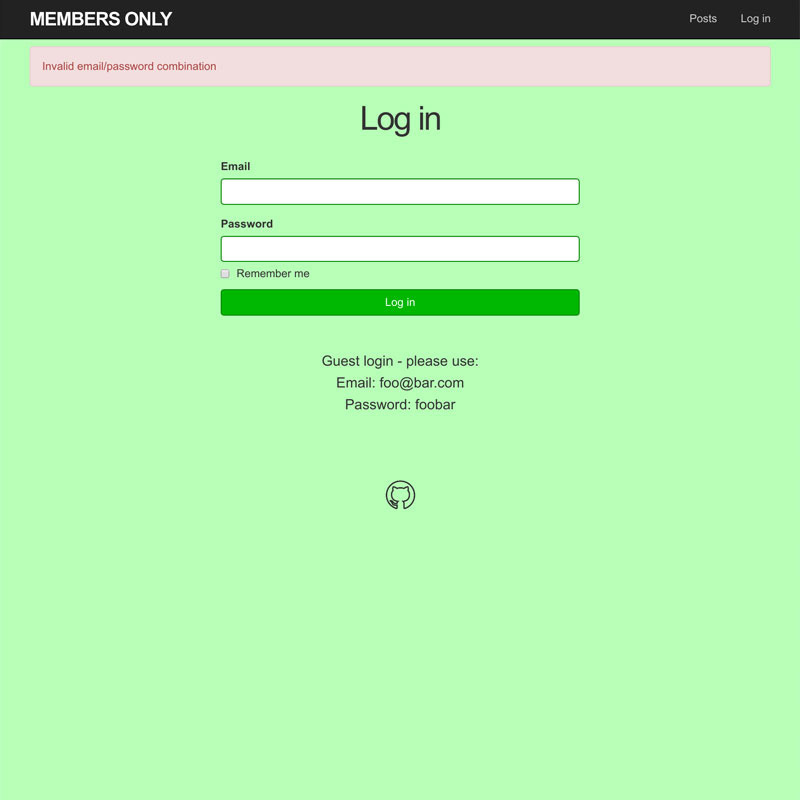 MEMBERS ONLY
Posts
Log in
Invalid email/password combination
Log in
Email
Password
Remember me
Log in
Guest login - please use:
Email: foo@bar.com
Password: foobar